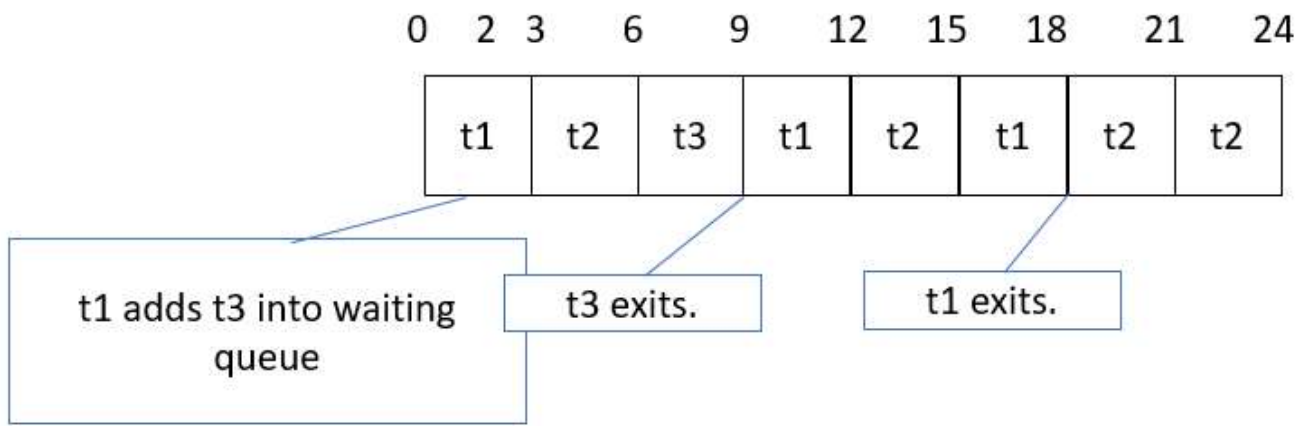 0 2 3 6 9 12 15 18 21 24
t1 t2 t3 t1 t2 t1 t2 t2
t1 adds t3 into waiting
queue
t3 exits.
t1 exits.